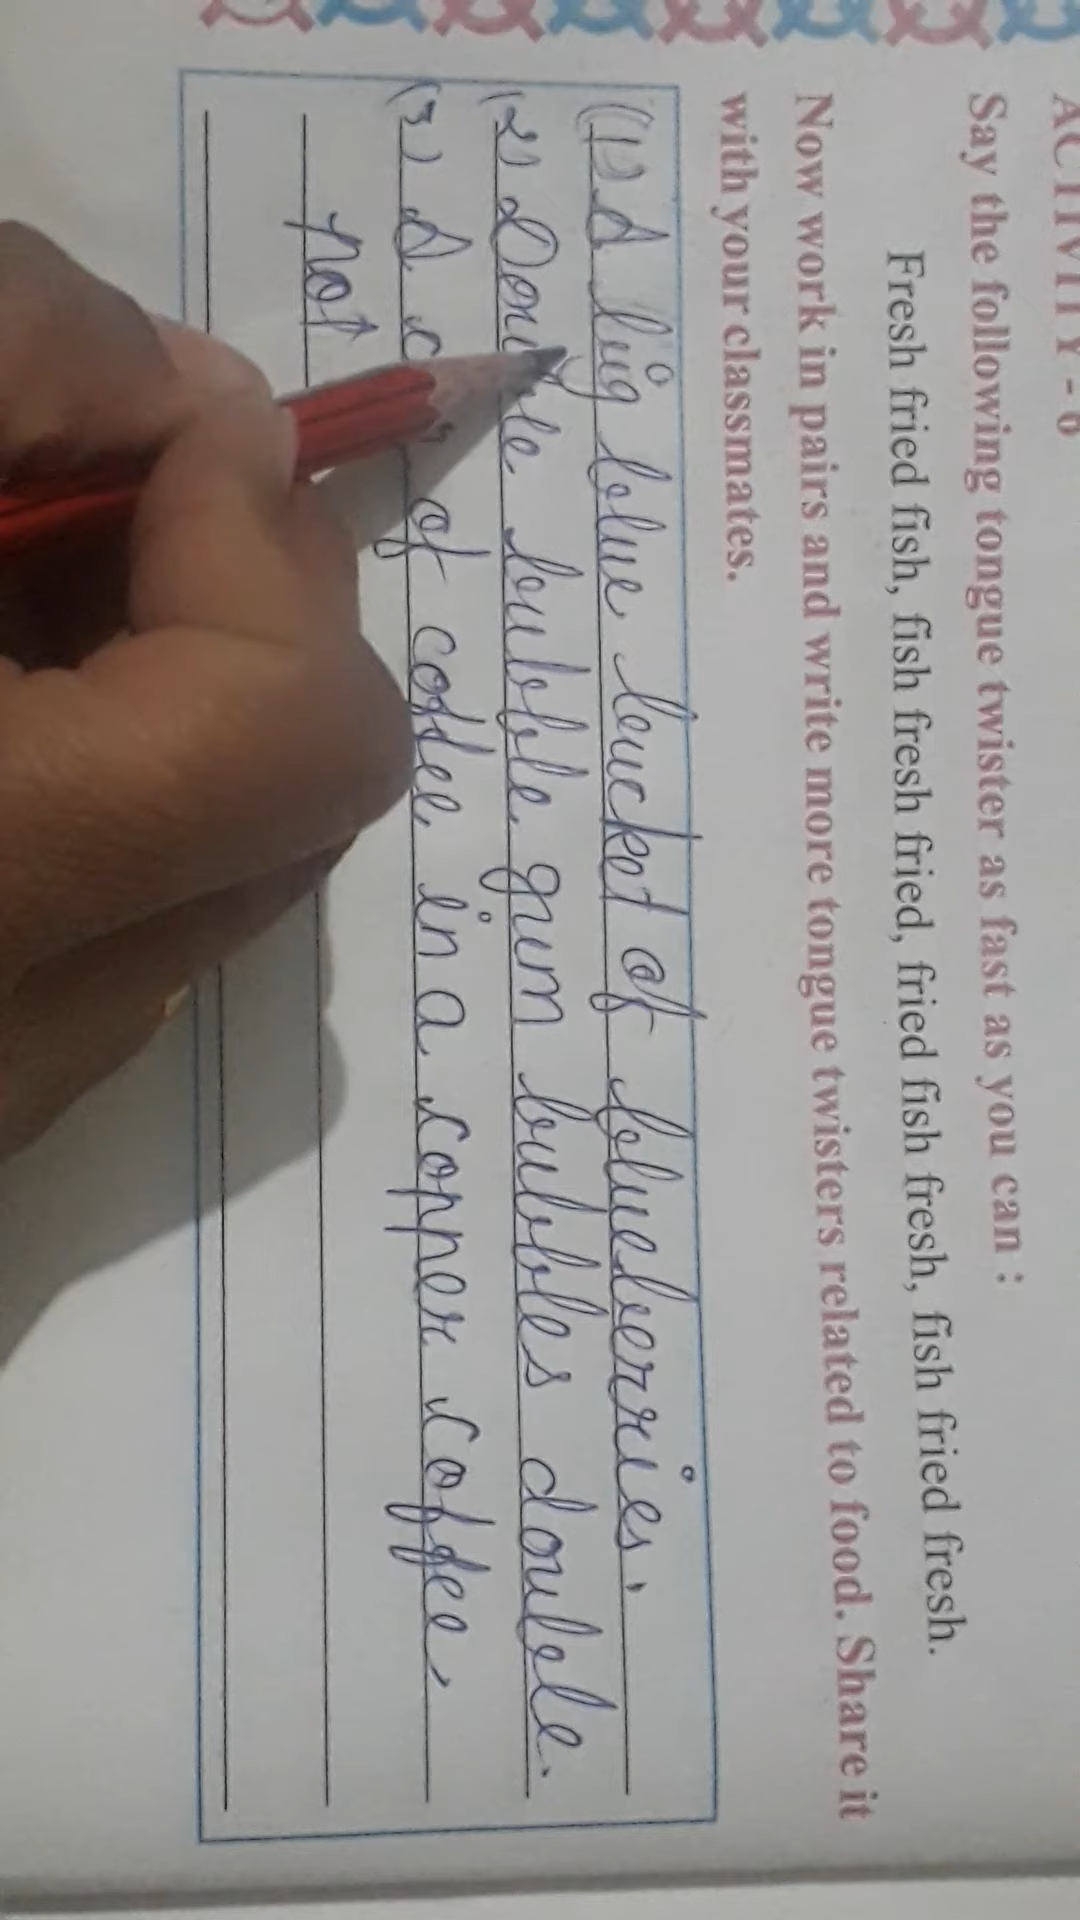 ACTIVITY - 6
Say the following tongue twister as fast as you can :
Fresh fried fish, fish fresh fried, fried fish fresh, fish fried fresh.
Now work in pairs and write more tongue twisters related to food. Share it
with your classmates.
(1) A big blue bucket of blueberries.
(2) Double bubble gum bubbles double.
(3) A of coffee in a copper coffee
pot